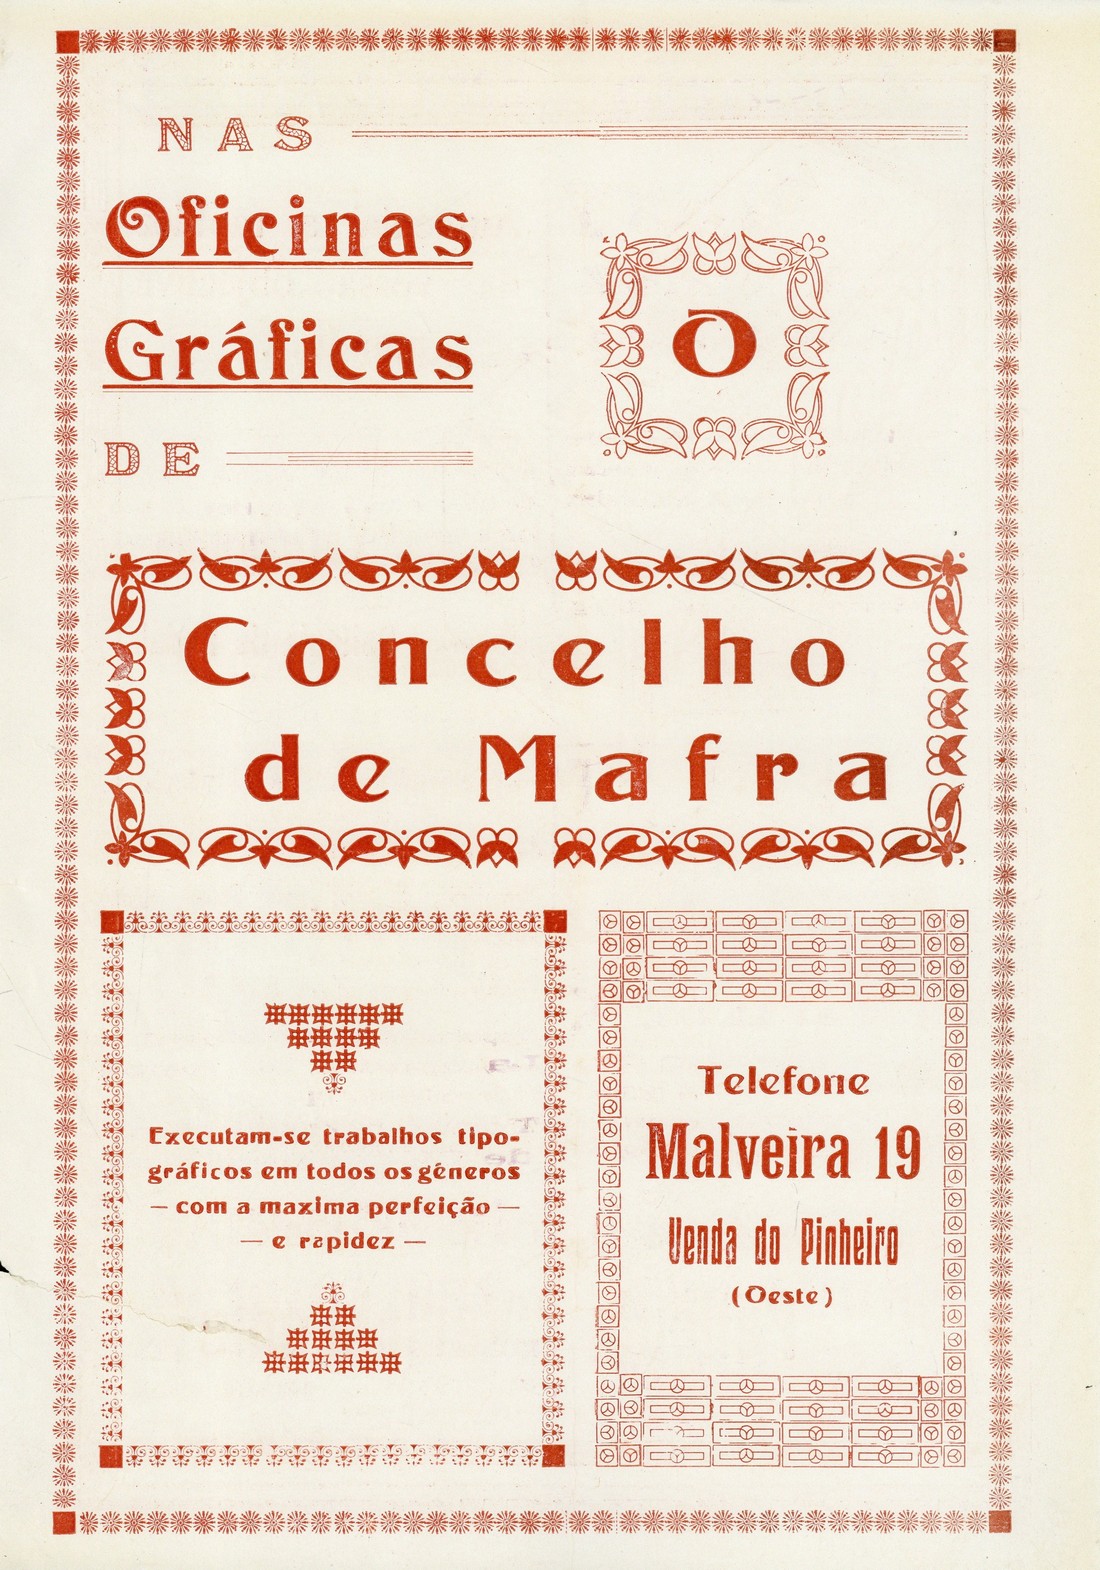 NAS
Oficinas
Gráficas
DE
O
Concelho
de Mafra
Executam-se trabalhos tipo-
gráficos em todos os géneros
— com a maxima perfeição —
— e rapidez —
Telefone
Malveira 19
Venda do Pinheiro
(Oeste)